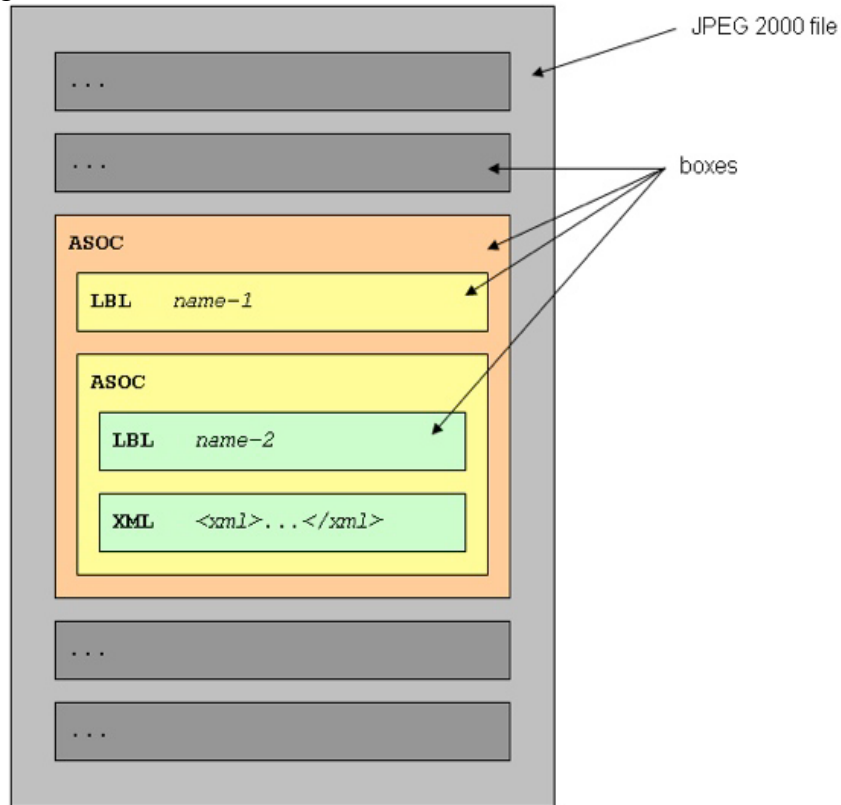 JPEG 2000 file
...
...
boxes
ASOC
LBL name-1
ASOC
LBL name-2
XML <xml>...</xml>
...
...